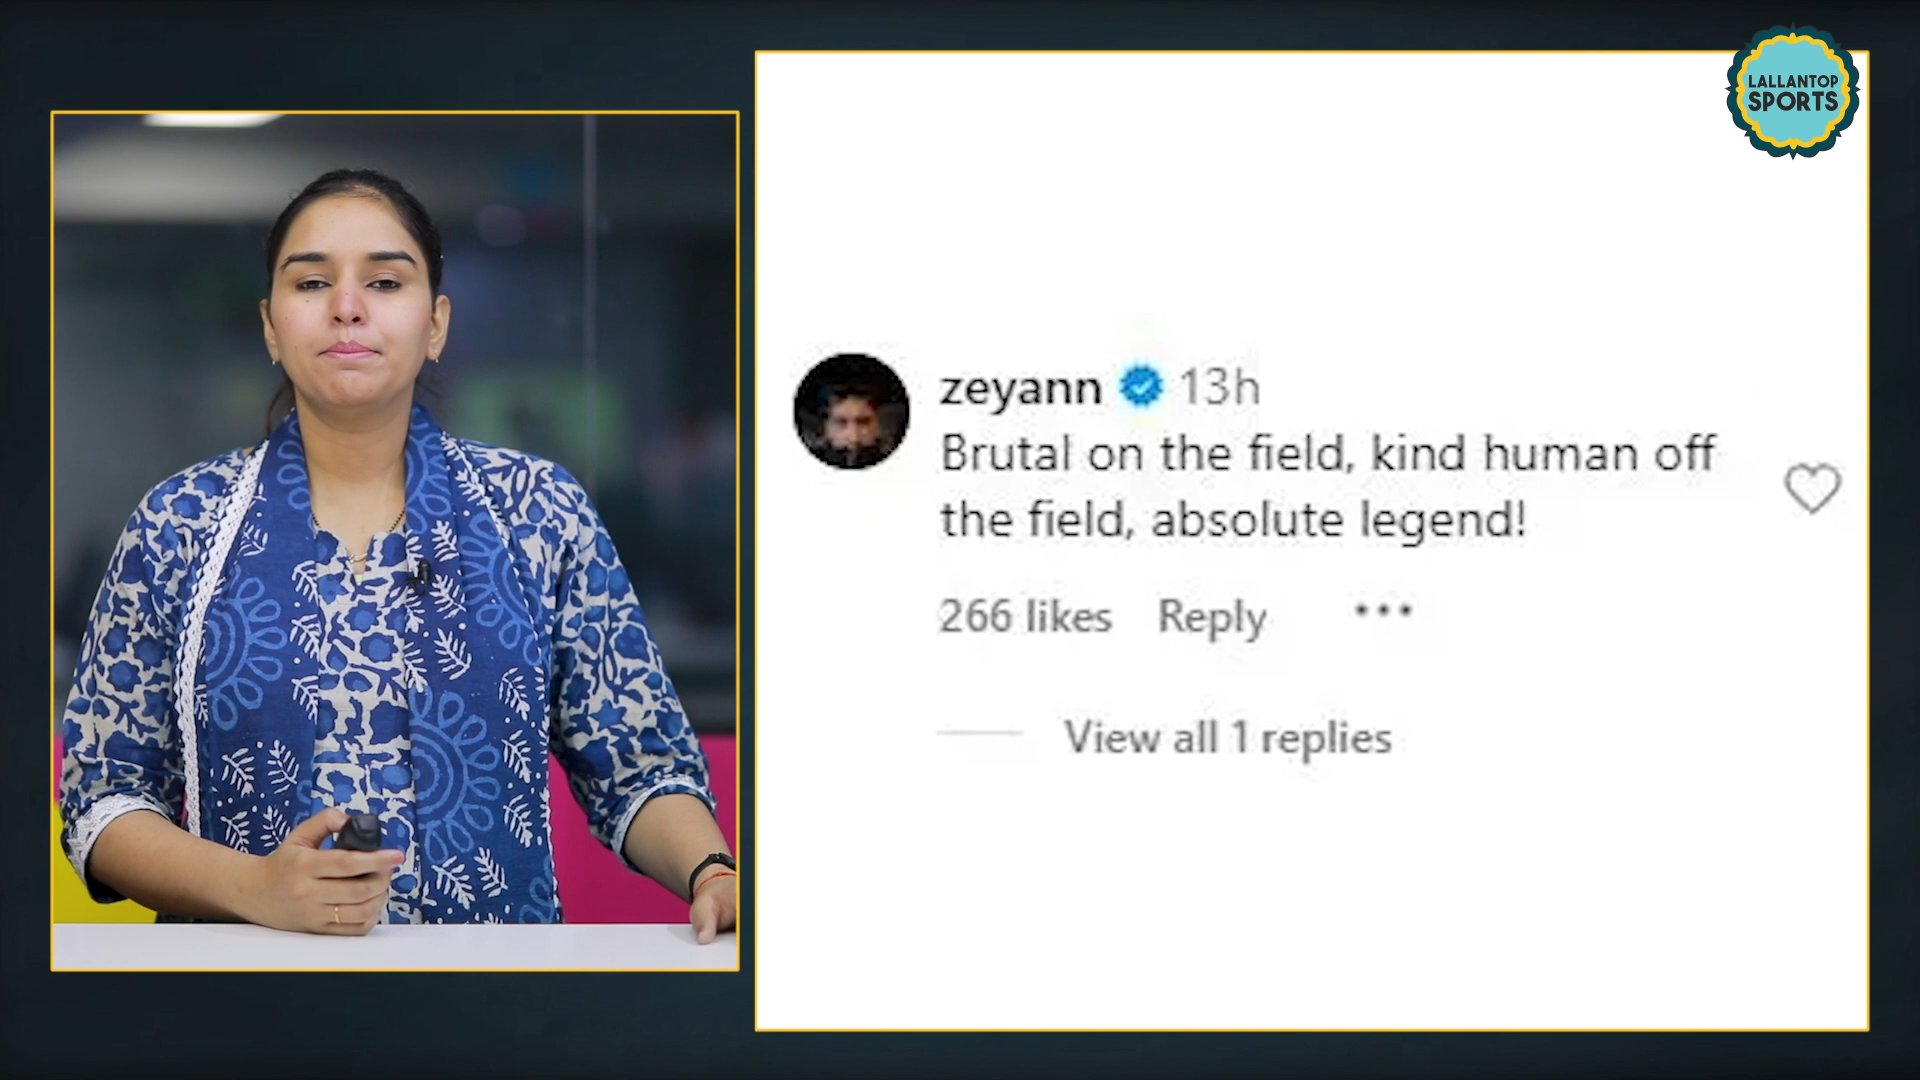 LALLANTOP
SPORTS
zeyann 13h
Brutal on the field, kind human off
the field, absolute legend!
266 likes Reply •••
View all 1 replies